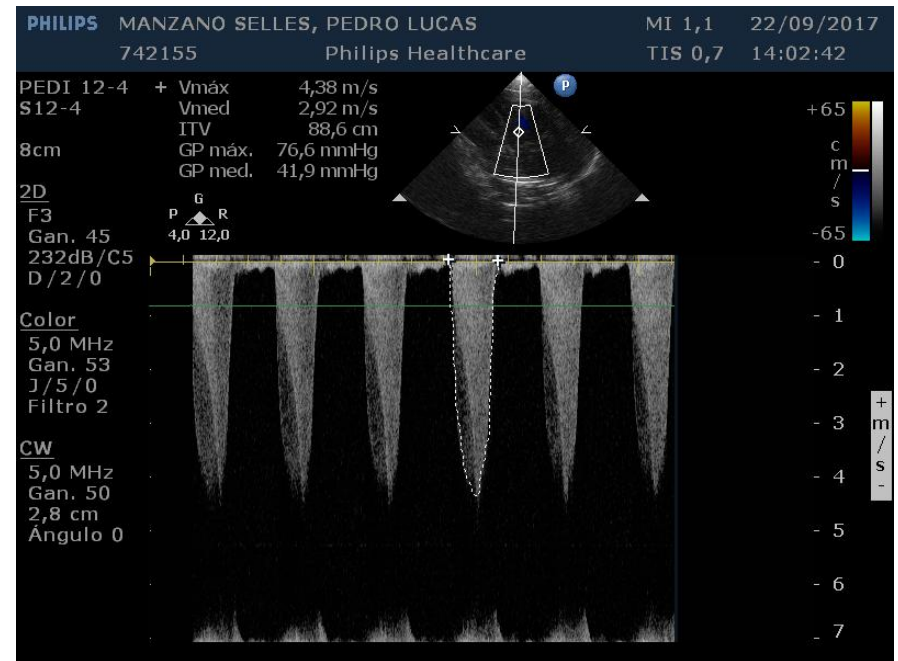 PHILIPS MANZANO SELLES, PEDRO LUCAS MI 1,1 22/09/2017
742155 Philips Healthcare TIS 0,7 14:02:42
PEDI 12-4
S12-4
8cm
2D
F3
Gan. 45
232dB/C5
D/2/0
Color
5,0 MHz
Gan. 53
J/5/0
Filtro 2
CW
5,0 MHz
Gan. 50
2,8 cm
Ángulo 0
+ Vmáx 4,38 m/s
Vmed 2,92 m/s
ITV 88,6 cm
GP máx. 76,6 mmHg
GP med. 41,9 mmHg
G
P R
4,0 12,0
P
+65
cm/s
-65
- 0
- 1
- 2
- 3
- 4
- 5
- 6
- 7
+
m/s
-